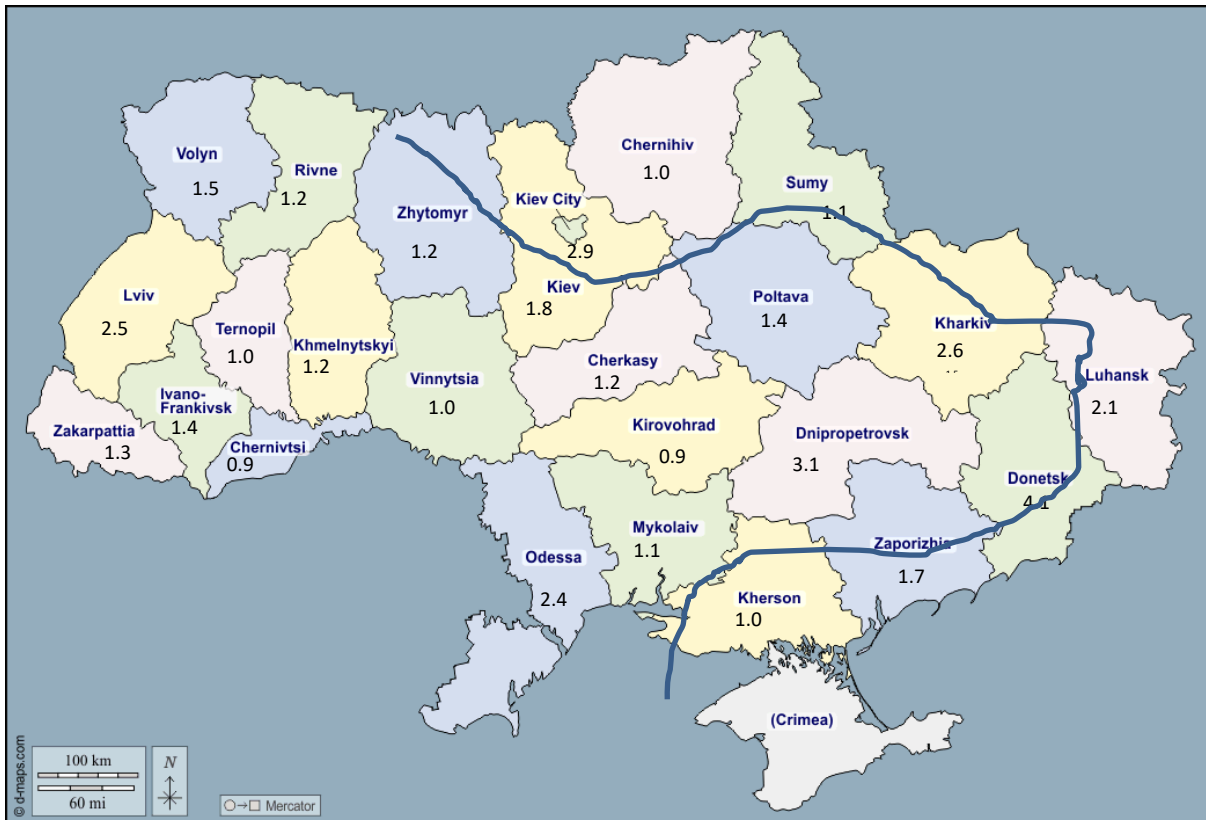 Chernihiv
1.0
Volyn
1.5
Rivne
1.2
Sumy
1.1
Kiev City
2.9
Zhytomyr
1.2
Kiev
1.8
Lviv
2.5
Ternopil
1.0
Khmelnytskyi
1.2
Poltava
1.4
Kharkiv
2.6
Cherkasy
1.2
Luhansk
2.1
Vinnytsia
1.0
Ivano-
Frankivsk
1.4
Zakarpattia
1.3
Chernivtsi
0.9
Kirovohrad
0.9
Dnipropetrovsk
3.1
Donetsk
4.1
Mykolaiv
1.1
Zaporizhia
1.7
Odessa
2.4
Kherson
1.0
(Crimea)
© d-maps.com
100 km
60 mi
N
Mercator